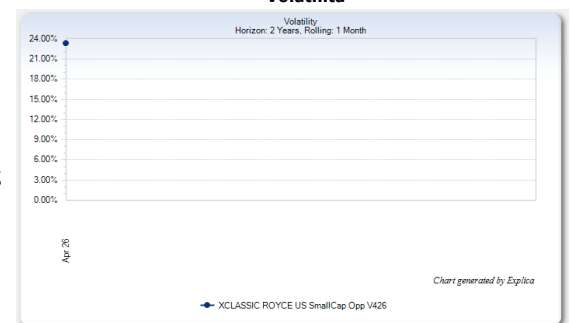 Volatility
Horizon: 2 Years, Rolling: 1 Month
24.00%
21.00%
18.00%
15.00%
12.00%
9.00%
6.00%
3.00%
0.00%
Apr 26
Chart generated by Explica
XCLASSIC ROYCE US SmallCap Opp V426